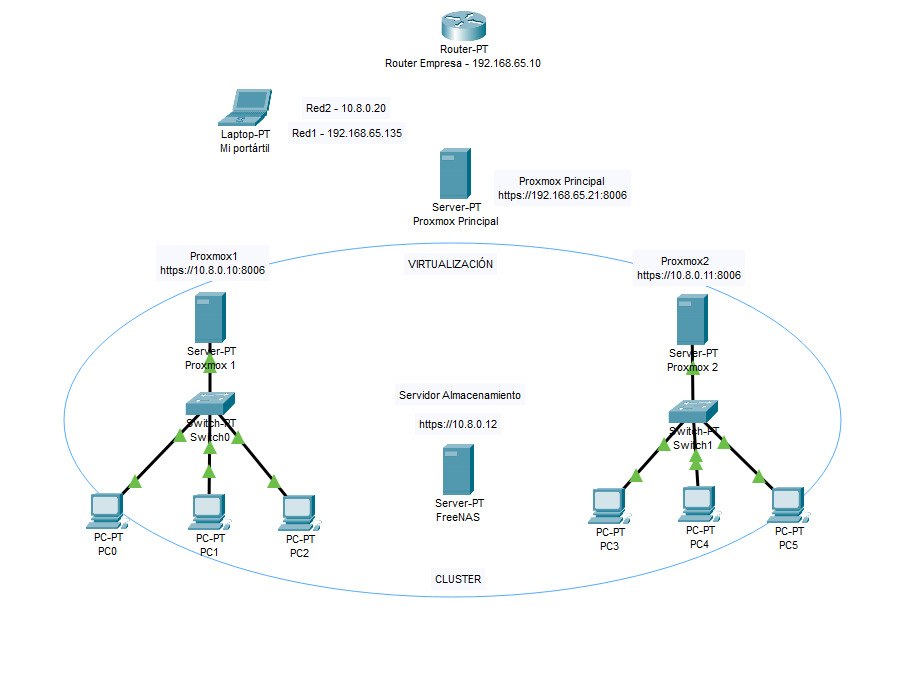 Router-PT
Router Empresa - 192.168.65.10
Red2 - 10.8.0.20
Red1 - 192.168.65.135
Laptop-PT
Mi portártil
Proxmox Principal
https://192.168.65.21:8006
Server-PT
Proxmox Principal
Proxmox1
https://10.8.0.10:8006
VIRTUALIZACIÓN
Proxmox2
https://10.8.0.11:8006
Server-PT
Proxmox 1
Server-PT
Proxmox 2
Servidor Almacenamiento
https://10.8.0.12
Switch-PT
Switch0
Switch-PT
Switch1
Server-PT
FreeNAS
PC-PT
PC0
PC-PT
PC1
PC-PT
PC2
PC-PT
PC3
PC-PT
PC4
PC-PT
PC5
CLUSTER